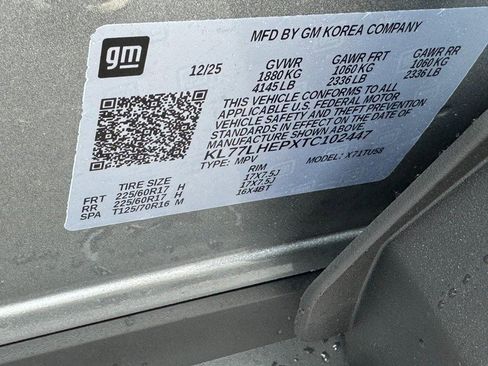 gm
MFD BY GM KOREA COMPANY
12/25 GVWR GAWR FRT GAWR RR
1880 KG 1060 KG 1060 KG
4145 LB 2336 LB 2336 LB
THIS VEHICLE CONFORMS TO ALL
APPLICABLE U.S. FEDERAL MOTOR
VEHICLE SAFETY AND THEFT PREVENTION
STANDARDS IN EFFECT ON THE DATE OF
MANUFACTURE SHOWN ABOVE.
KL77LHEPXTC102447
TYPE: MPV MODEL: X71TUS8
TIRE SIZE RIM
FRT 225/60R17 H 17X7.5J
RR 225/60R17 H 17X7.5J
SPA T125/70R16 M 16X4BT